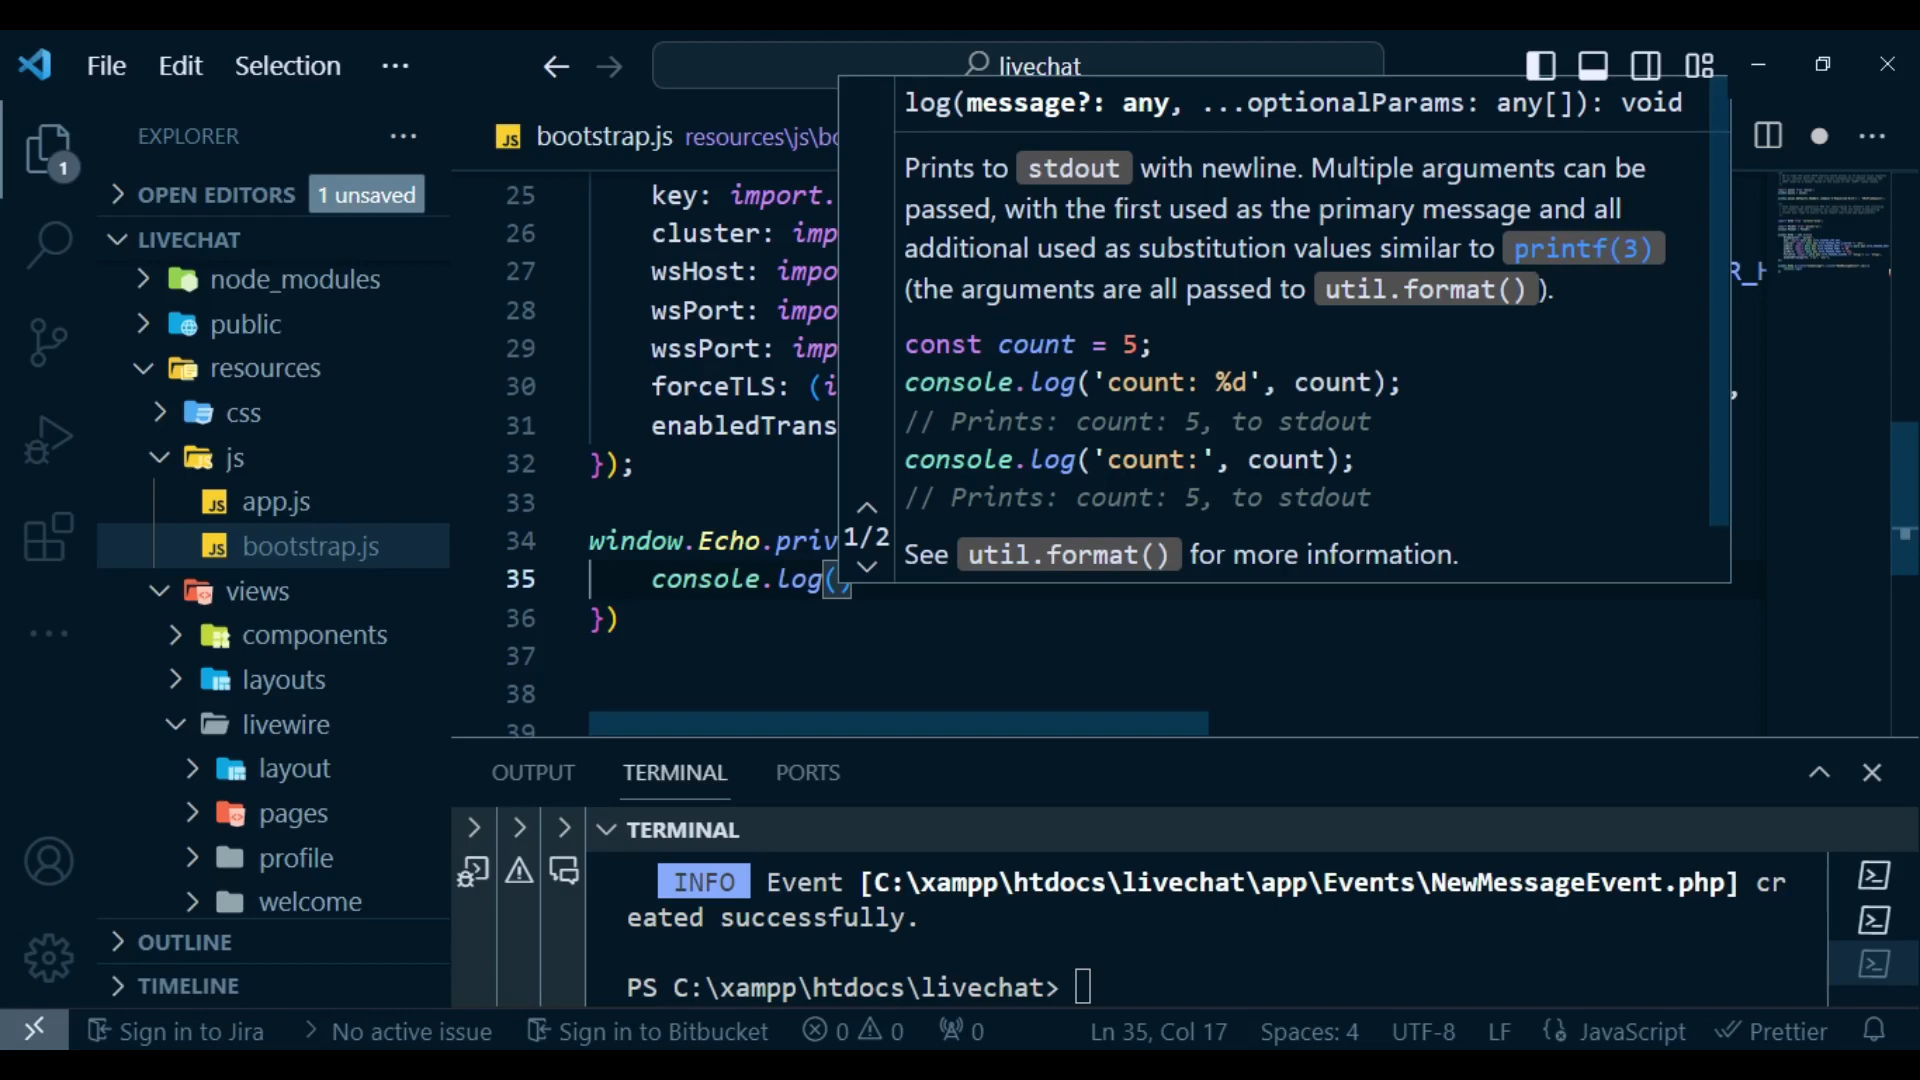 File Edit Selection ···
livechat
EXPLORER ···
OPEN EDITORS 1 unsaved
LIVECHAT
node_modules
public
resources
css
js
app.js
bootstrap.js
views
components
layouts
livewire
layout
pages
profile
welcome
OUTLINE
TIMELINE
1
JS bootstrap.js resources\js\bo
25 key: import.
26 cluster: imp
27 wsHost: impo
28 wsPort: impo
29 wssPort: imp
30 forceTLS: (i
31 enabledTrans
32 });
33
34 window.Echo.priv
35 console.log()
36 })
37
38
39
log(message?: any, ...optionalParams: any[]): void
Prints to stdout with newline. Multiple arguments can be
passed, with the first used as the primary message and all
additional used as substitution values similar to printf(3)
(the arguments are all passed to util.format() ).
const count = 5;
console.log('count: %d', count);
// Prints: count: 5, to stdout
console.log('count:', count);
// Prints: count: 5, to stdout
1/2
See util.format() for more information.
OUTPUT TERMINAL PORTS
TERMINAL
INFO Event [C:\xampp\htdocs\livechat\app\Events\NewMessageEvent.php] cr
eated successfully.
PS C:\xampp\htdocs\livechat>
Sign in to Jira > No active issue Sign in to Bitbucket 0 0 0 Ln 35, Col 17 Spaces: 4 UTF-8 LF JavaScript Prettier